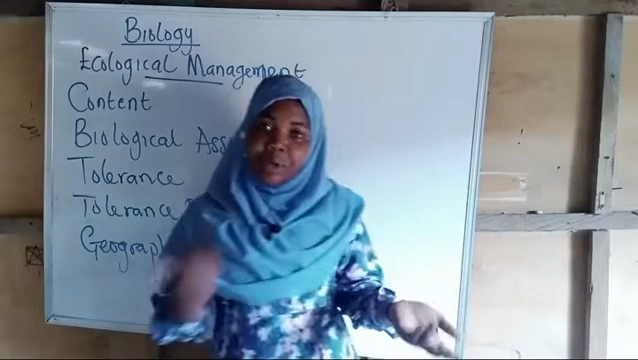 Biology
Ecological Management
Content
Biological
Tolerance
Tolerance